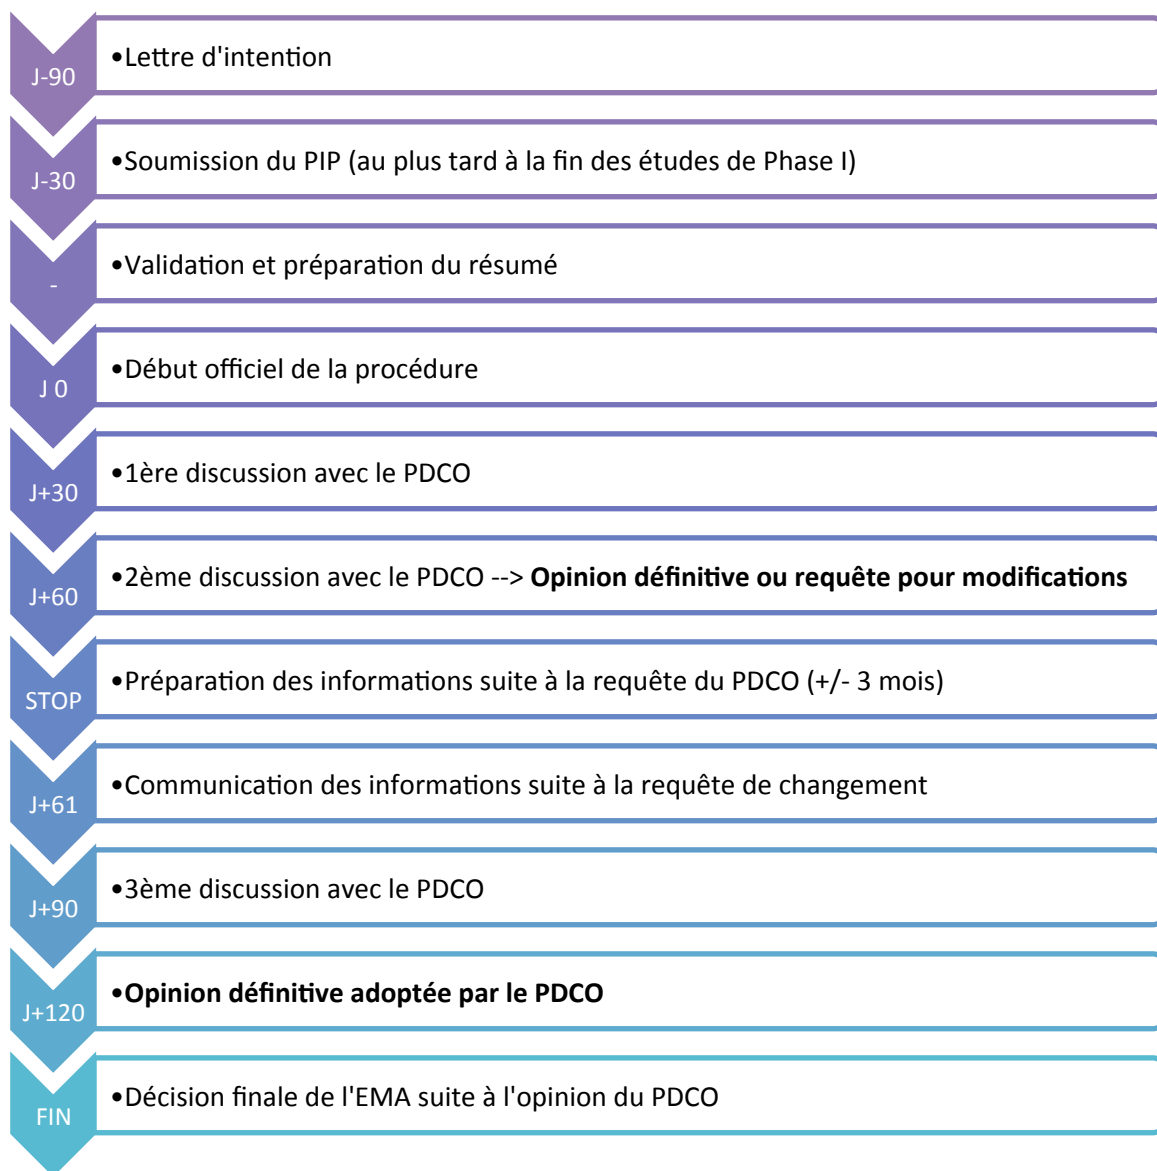 J-90
•Lettre d'intention
J-30
•Soumission du PIP (au plus tard à la fin des études de Phase I)
-
•Validation et préparation du résumé
J 0
•Début officiel de la procédure
J+30
•1ère discussion avec le PDCO
J+60
•2ème discussion avec le PDCO --> Opinion définitive ou requête pour modifications
STOP
•Préparation des informations suite à la requête du PDCO (+/- 3 mois)
J+61
•Communication des informations suite à la requête de changement
J+90
•3ème discussion avec le PDCO
J+120
•Opinion définitive adoptée par le PDCO
FIN
•Décision finale de l'EMA suite à l'opinion du PDCO